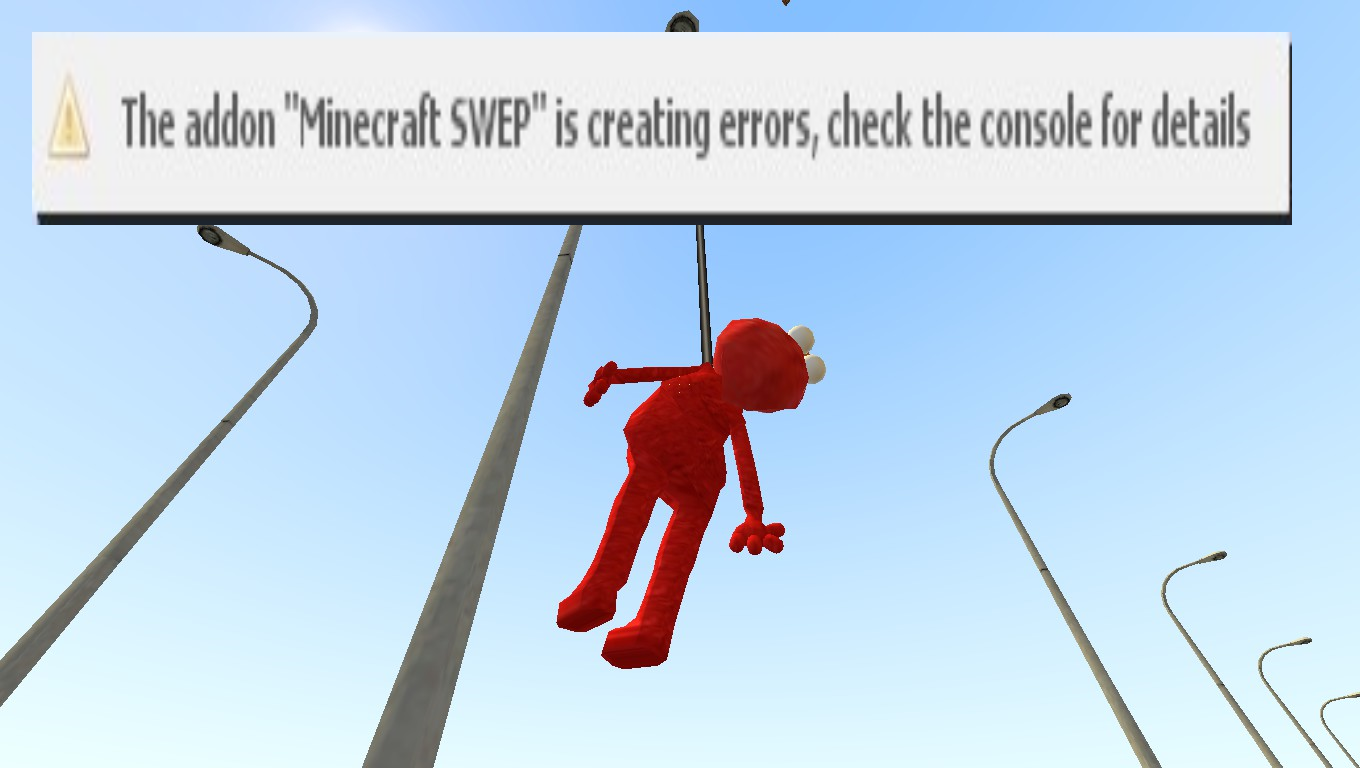 The addon "Minecraft SWEP" is creating errors, check the console for details